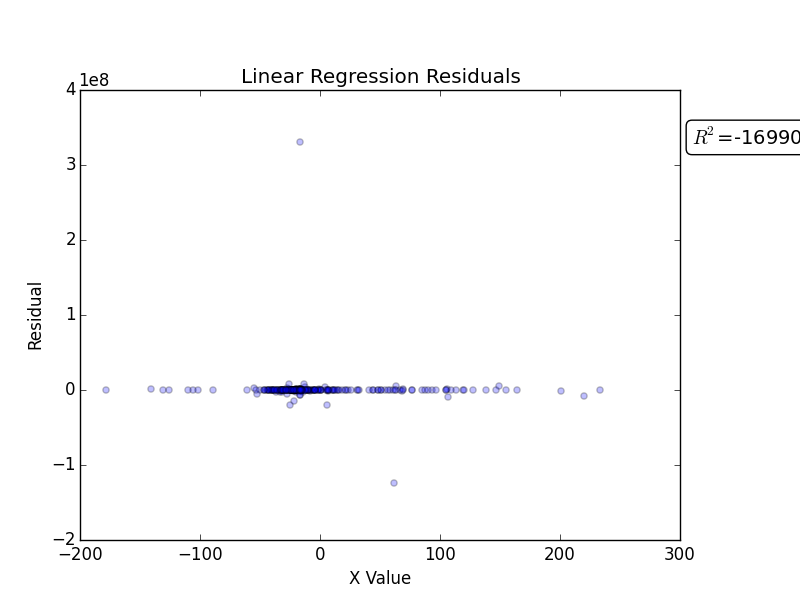 Linear Regression Residuals
1e8
4
3
2
1
0
−1
−2
Residual
−200
−100
0
100
200
300
X Value
R²=-16990